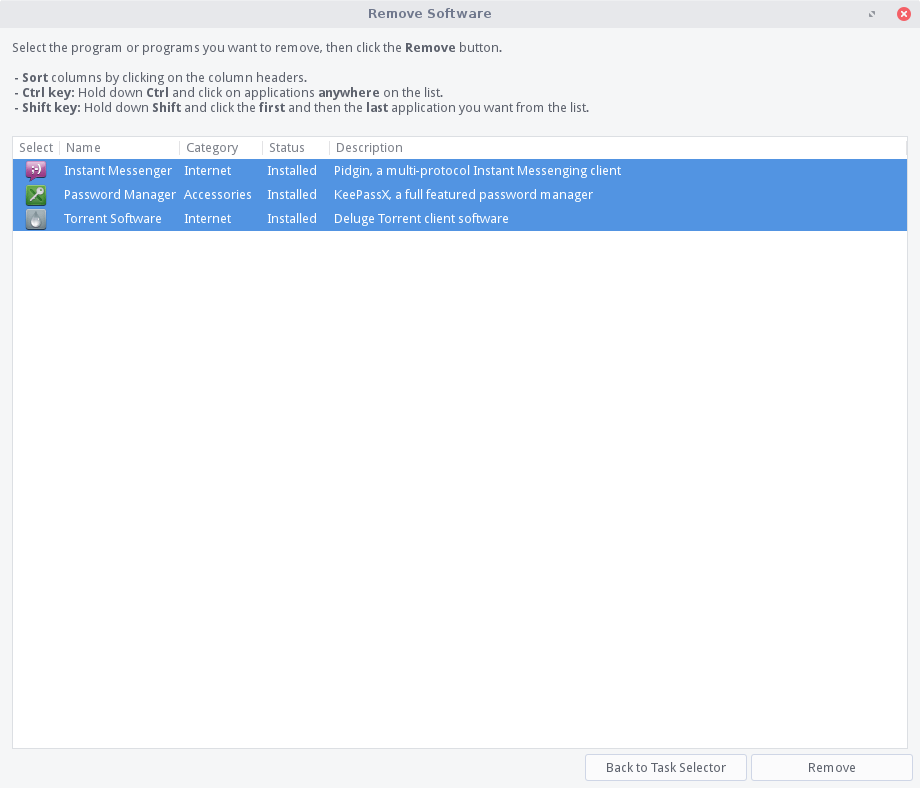 Remove Software
Select the program or programs you want to remove, then click the Remove button.
- Sort columns by clicking on the column headers.
- Ctrl key: Hold down Ctrl and click on applications anywhere on the list.
- Shift key: Hold down Shift and click the first and then the last application you want from the list.
Select Name Category Status Description
;-) Instant Messenger Internet Installed Pidgin, a multi-protocol Instant Messenging client
Password Manager Accessories Installed KeePassX, a full featured password manager
Torrent Software Internet Installed Deluge Torrent client software
Back to Task Selector Remove